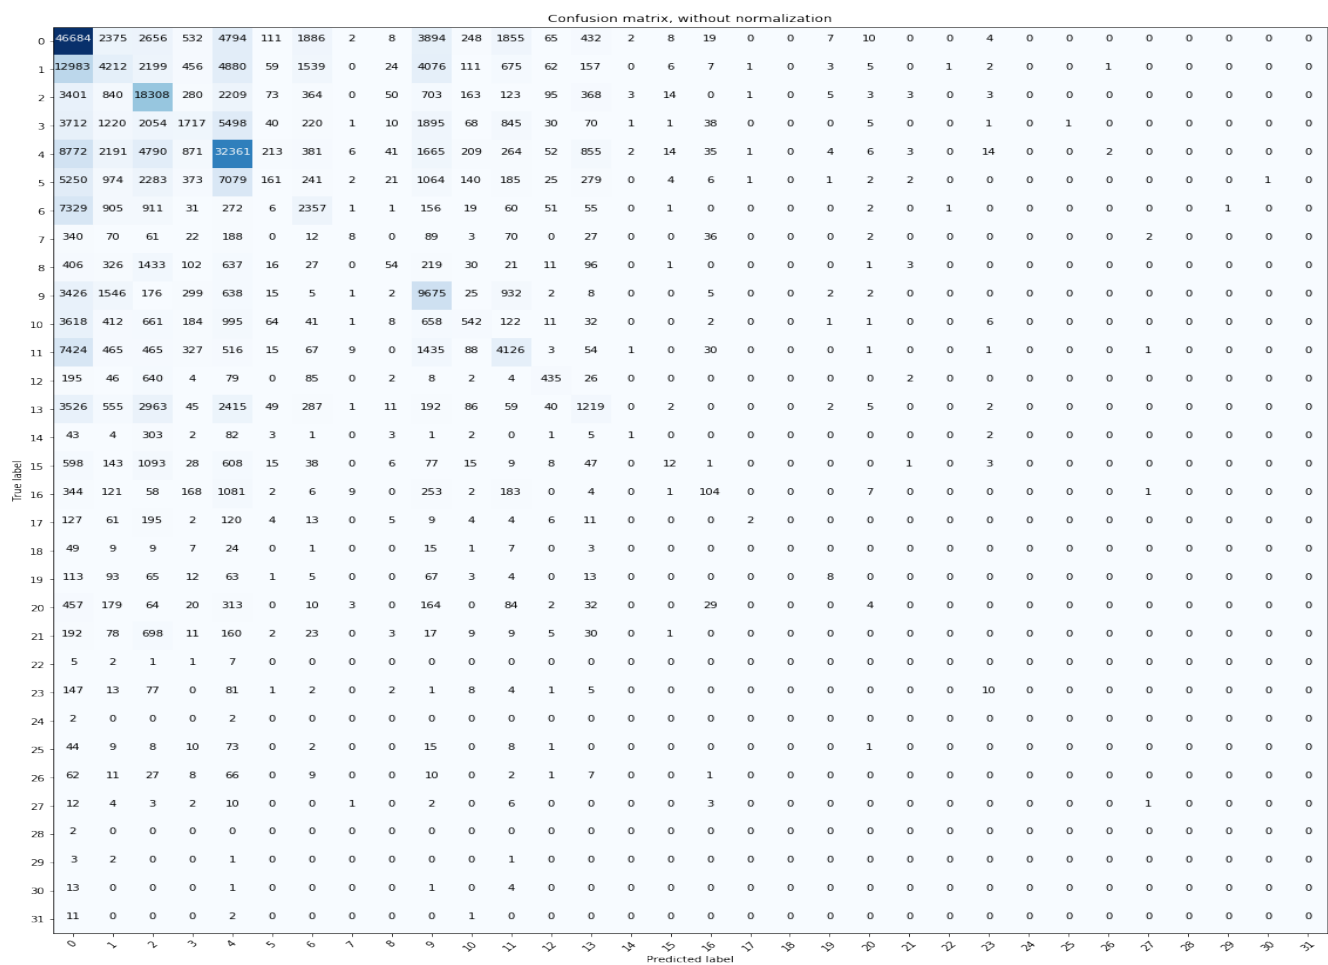 Confusion matrix, without normalization
0 46684 2375 2656 532 4794 111 1886 2 8 3894 248 1855 65 432 2 8 19 0 0 7 10 0 0 4 0 0 0 0 0 0 0 0
1 12983 4212 2199 456 4880 59 1539 0 24 4076 111 675 62 157 0 6 7 1 0 3 5 0 1 2 0 0 1 0 0 0 0 0
2 3401 840 18308 280 2209 73 364 0 50 703 163 123 95 368 3 14 0 1 0 5 3 3 0 3 0 0 0 0 0 0 0 0
3 3712 1220 2054 1717 5498 40 220 1 10 1895 68 845 30 70 1 1 38 0 0 0 5 0 0 1 0 1 0 0 0 0 0 0
4 8772 2191 4790 871 32361 213 381 6 41 1665 209 264 52 855 2 14 35 1 0 4 6 3 0 14 0 0 2 0 0 0 0 0
5 5250 974 2283 373 7079 161 241 2 21 1064 140 185 25 279 0 4 6 1 0 1 2 2 0 0 0 0 0 0 0 0 1 0
6 7329 905 911 31 272 6 2357 1 1 156 19 60 51 55 0 1 0 0 0 0 2 0 1 0 0 0 0 0 0 1 0 0
7 340 70 61 22 188 0 12 8 0 89 3 70 0 27 0 0 36 0 0 0 2 0 0 0 0 0 0 2 0 0 0 0
8 406 326 1433 102 637 16 27 0 54 219 30 21 11 96 0 1 0 0 0 0 1 3 0 0 0 0 0 0 0 0 0 0
9 3426 1546 176 299 638 15 5 1 2 9675 25 932 2 8 0 0 5 0 0 2 2 0 0 0 0 0 0 0 0 0 0 0
10 3618 412 661 184 995 64 41 1 8 658 542 122 11 32 0 0 2 0 0 1 1 0 0 6 0 0 0 0 0 0 0 0
11 7424 465 465 327 516 15 67 9 0 1435 88 4126 3 54 1 0 30 0 0 0 1 0 0 1 0 0 0 1 0 0 0 0
12 195 46 640 4 79 0 85 0 2 8 2 4 435 26 0 0 0 0 0 0 0 2 0 0 0 0 0 0 0 0 0 0
13 3526 555 2963 45 2415 49 287 1 11 192 86 59 40 1219 0 2 0 0 0 2 5 0 0 2 0 0 0 0 0 0 0 0
14 43 4 303 2 82 3 1 0 3 1 2 0 1 5 1 0 0 0 0 0 0 0 0 2 0 0 0 0 0 0 0 0
15 598 143 1093 28 608 15 38 0 6 77 15 9 8 47 0 12 1 0 0 0 0 1 0 3 0 0 0 0 0 0 0 0
16 344 121 58 168 1081 2 6 9 0 253 2 183 0 4 0 1 104 0 0 0 7 0 0 0 0 0 0 1 0 0 0 0
17 127 61 195 2 120 4 13 0 5 9 4 4 6 11 0 0 0 2 0 0 0 0 0 0 0 0 0 0 0 0 0 0
18 49 9 9 7 24 0 1 0 0 15 1 7 0 3 0 0 0 0 0 0 0 0 0 0 0 0 0 0 0 0 0 0
19 113 93 65 12 63 1 5 0 0 67 3 4 0 13 0 0 0 0 0 8 0 0 0 0 0 0 0 0 0 0 0 0
20 457 179 64 20 313 0 10 3 0 164 0 84 2 32 0 0 29 0 0 0 4 0 0 0 0 0 0 0 0 0 0 0
21 192 78 698 11 160 2 23 0 3 17 9 9 5 30 0 1 0 0 0 0 0 0 0 0 0 0 0 0 0 0 0 0
22 5 2 1 1 7 0 0 0 0 0 0 0 0 0 0 0 0 0 0 0 0 0 0 0 0 0 0 0 0 0 0 0
23 147 13 77 0 81 1 2 0 2 1 8 4 1 5 0 0 0 0 0 0 0 0 0 10 0 0 0 0 0 0 0 0
24 2 0 0 0 2 0 0 0 0 0 0 0 0 0 0 0 0 0 0 0 0 0 0 0 0 0 0 0 0 0 0 0
25 44 9 8 10 73 0 2 0 0 15 0 8 1 0 0 0 0 0 0 0 1 0 0 0 0 0 0 0 0 0 0 0
26 62 11 27 8 66 0 9 0 0 10 0 2 1 7 0 0 1 0 0 0 0 0 0 0 0 0 0 0 0 0 0 0
27 12 4 3 2 10 0 0 1 0 2 0 6 0 0 0 0 3 0 0 0 0 0 0 0 0 0 0 1 0 0 0 0
28 2 0 0 0 0 0 0 0 0 0 0 0 0 0 0 0 0 0 0 0 0 0 0 0 0 0 0 0 0 0 0 0
29 3 2 0 0 1 0 0 0 0 0 0 1 0 0 0 0 0 0 0 0 0 0 0 0 0 0 0 0 0 0 0 0
30 13 0 0 0 1 0 0 0 0 1 0 4 0 0 0 0 0 0 0 0 0 0 0 0 0 0 0 0 0 0 0 0
31 11 0 0 0 2 0 0 0 0 0 1 0 0 0 0 0 0 0 0 0 0 0 0 0 0 0 0 0 0 0 0 0
True label
0 1 2 3 4 5 6 7 8 9 10 11 12 13 14 15 16 17 18 19 20 21 22 23 24 25 26 27 28 29 30 31
Predicted label